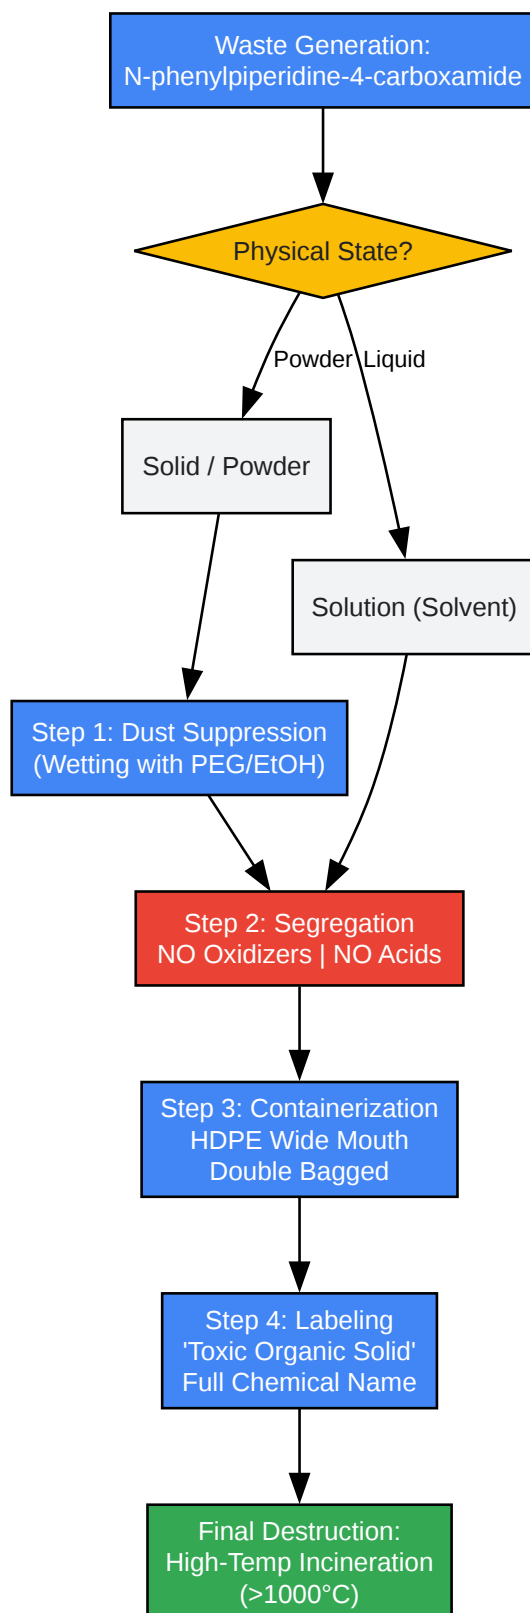 Waste Generation:
N-phenylpiperidine-4-carboxamide
Physical State?
Powder
Liquid
Solid / Powder
Solution (Solvent)
Step 1: Dust Suppression
(Wetting with PEG/EtOH)
Step 2: Segregation
NO Oxidizers | NO Acids
Step 3: Containerization
HDPE Wide Mouth
Double Bagged
Step 4: Labeling
'Toxic Organic Solid'
Full Chemical Name
Final Destruction:
High-Temp Incineration
(>1000°C)